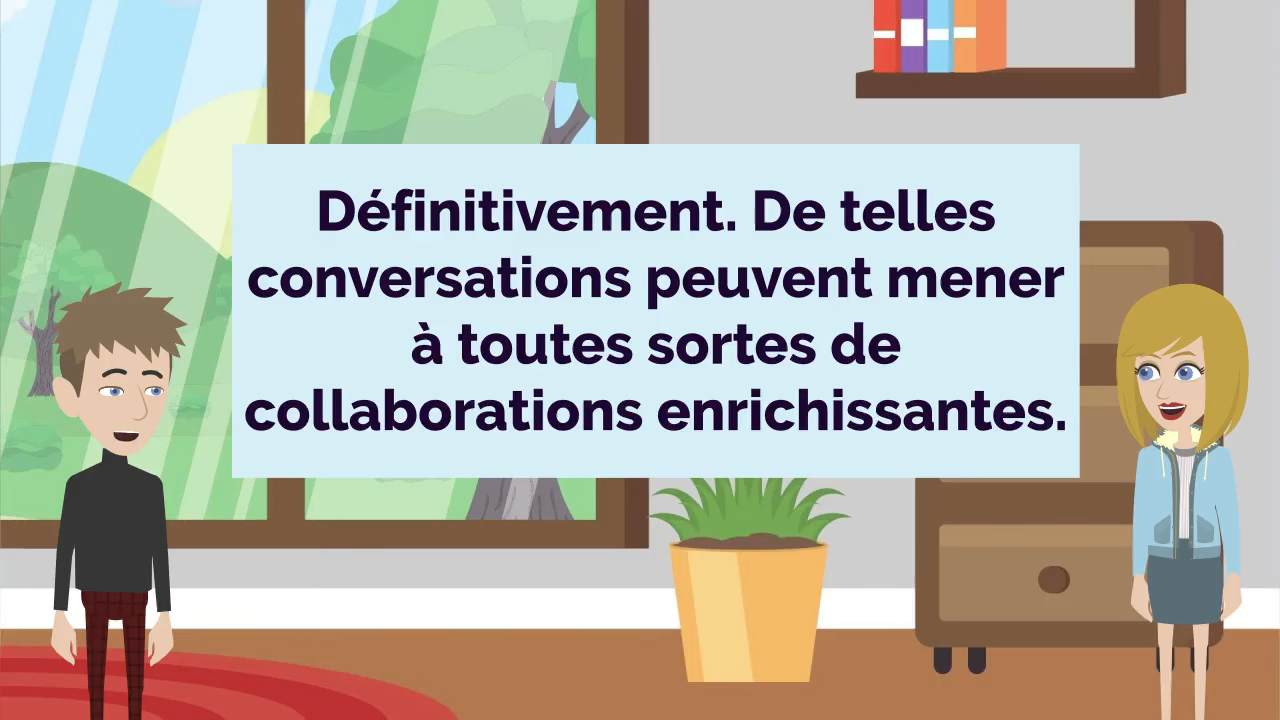 Définitivement. De telles
conversations peuvent mener
à toutes sortes de
collaborations enrichissantes.